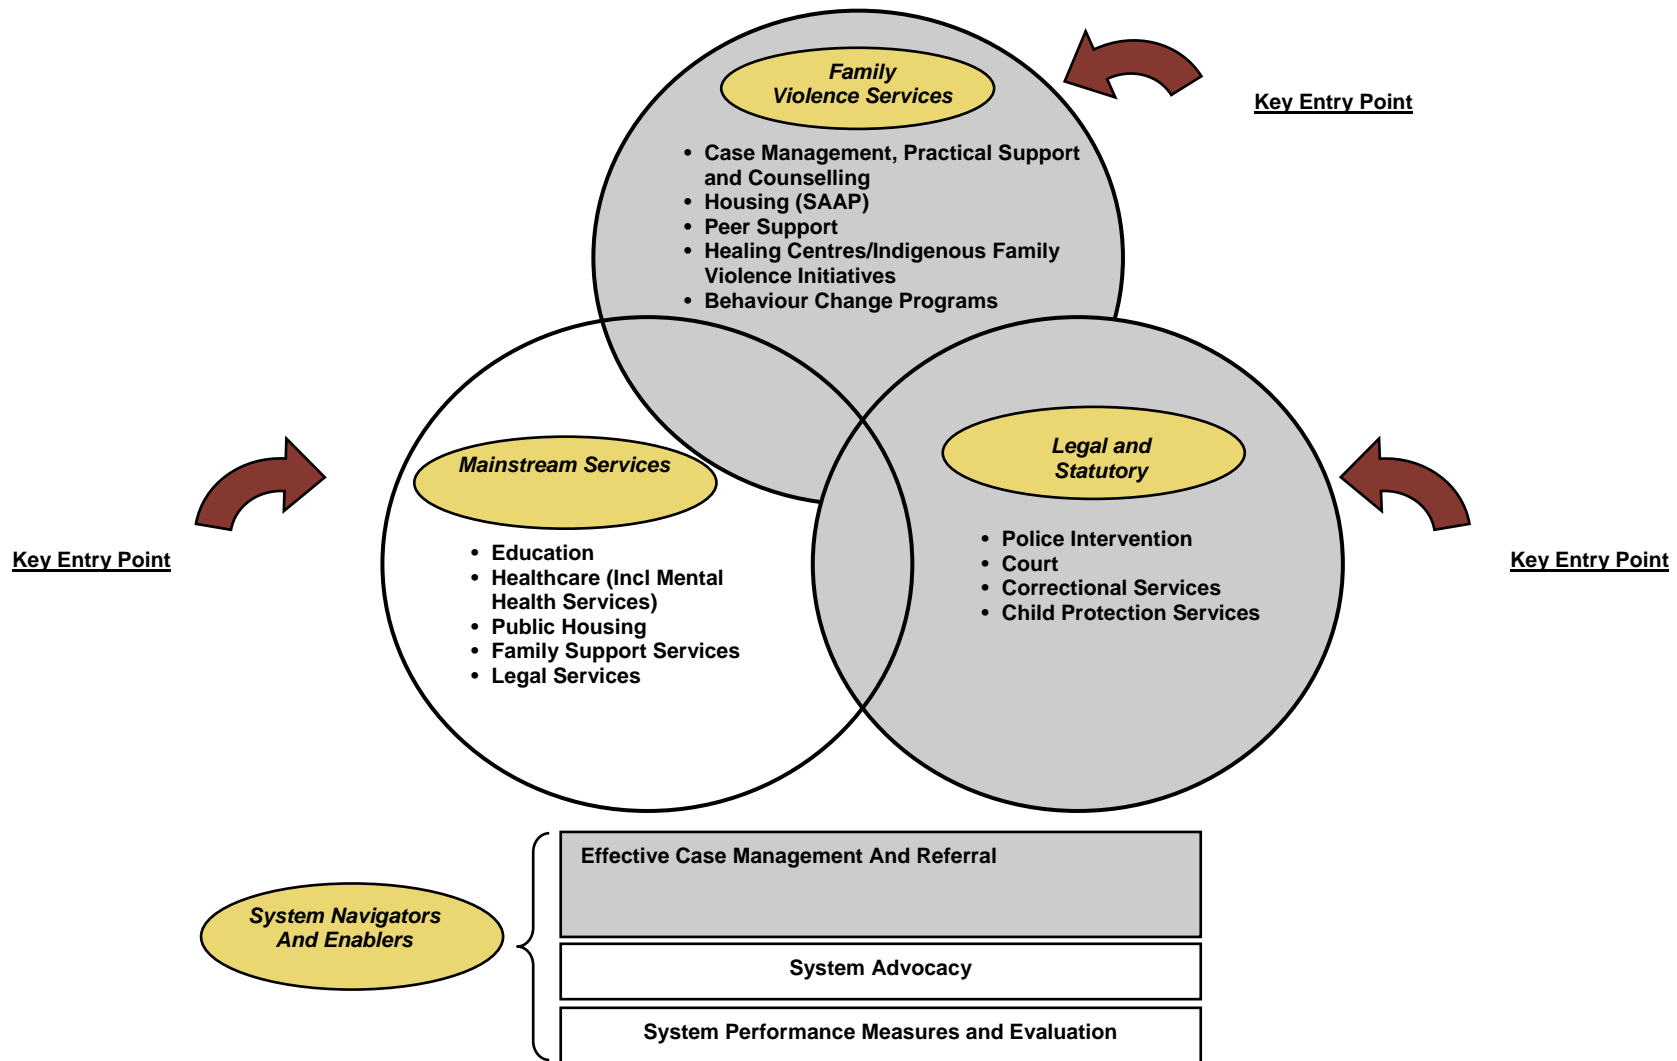 Family
Violence Services
Key Entry Point
• Case Management, Practical Support
and Counselling
• Housing (SAAP)
• Peer Support
• Healing Centres/Indigenous Family
Violence Initiatives
• Behaviour Change Programs
Mainstream Services
Key Entry Point
• Education
• Healthcare (Incl Mental
Health Services)
• Public Housing
• Family Support Services
• Legal Services
Legal and
Statutory
• Police Intervention
• Court
• Correctional Services
• Child Protection Services
Key Entry Point
System Navigators
And Enablers
Effective Case Management And Referral
System Advocacy
System Performance Measures and Evaluation